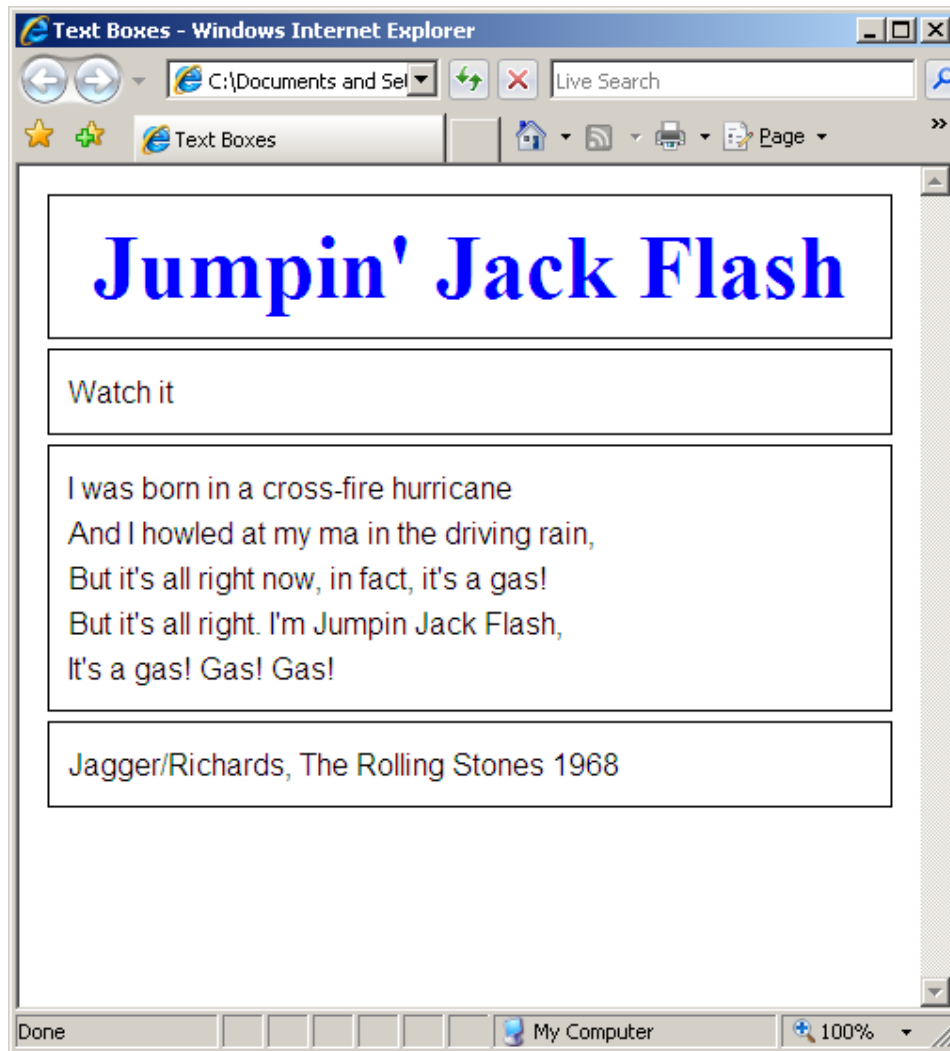 Text Boxes - Windows Internet Explorer
C:\Documents and Set
Live Search
Text Boxes
Page
»
Jumpin' Jack Flash
Watch it
I was born in a cross-fire hurricane
And I howled at my ma in the driving rain,
But it's all right now, in fact, it's a gas!
But it's all right. I'm Jumpin Jack Flash,
It's a gas! Gas! Gas!
Jagger/Richards, The Rolling Stones 1968
Done
My Computer
100%